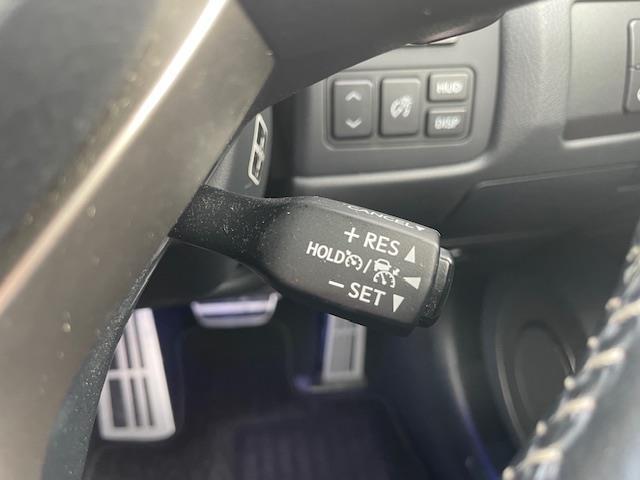 HUD
DISP
CANCEL
+ RES
HOLD /
− SET